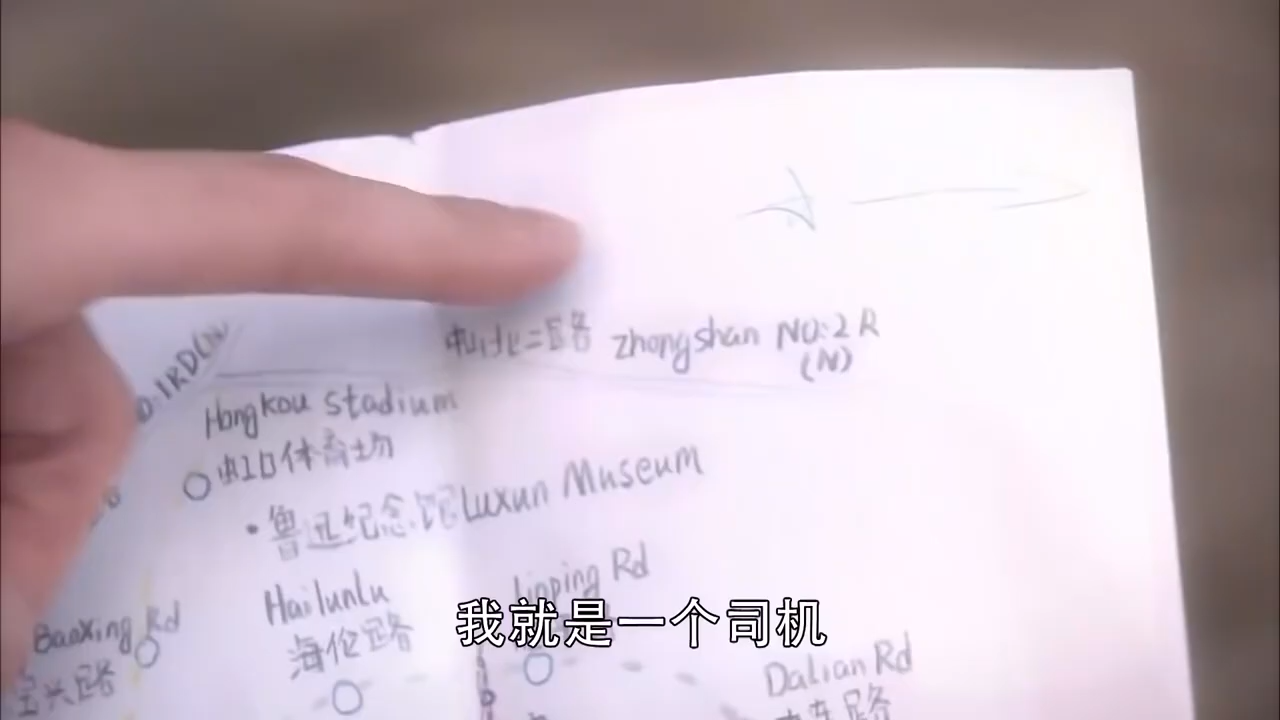 中山北二路 Zhongshan NO:2 R
(N)
Hongkou Stadium
虹口体育场
·鲁迅纪念馆 Luxun Museum
Hailunlu
海伦路
Linping Rd
Baoxing Rd
宝兴路
Dalian Rd
我就是一个司机